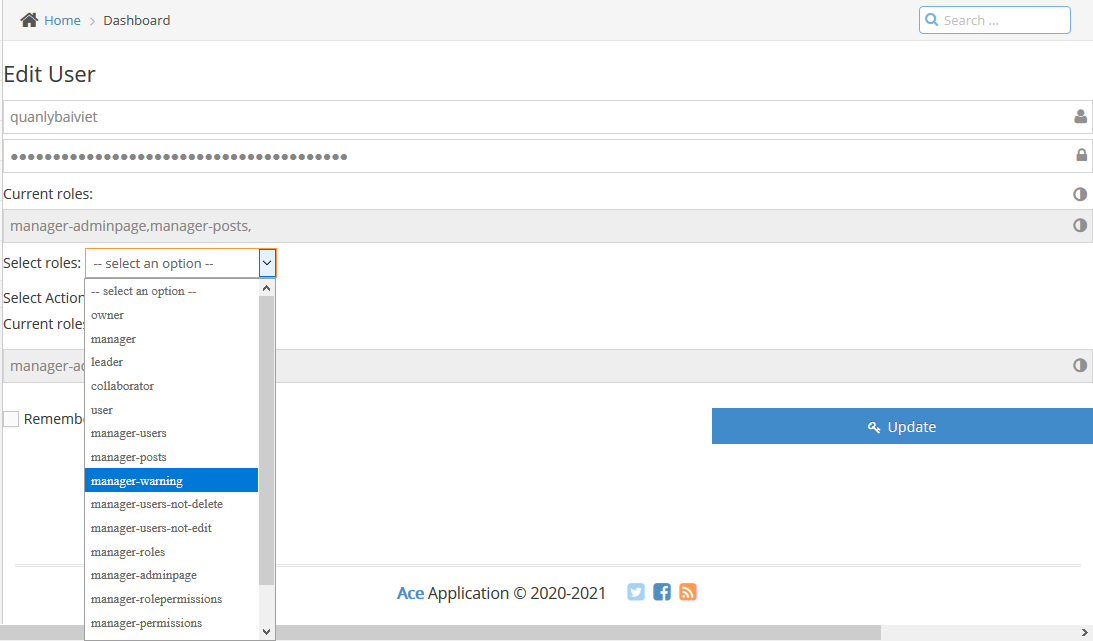 Home > Dashboard
Search ...
Edit User
quanlybaiviet
••••••••••••••••••••••••••••••••••••••••
Current roles:
manager-adminpage,manager-posts,
Select roles: -- select an option --
-- select an option --
Select Action
owner
Current roles
manager
leader
manager-ad
collaborator
user
Remembe
manager-users
Update
manager-posts
manager-warning
manager-users-not-delete
manager-users-not-edit
manager-roles
manager-adminpage
manager-rolepermissions
manager-permissions
Ace Application © 2020-2021